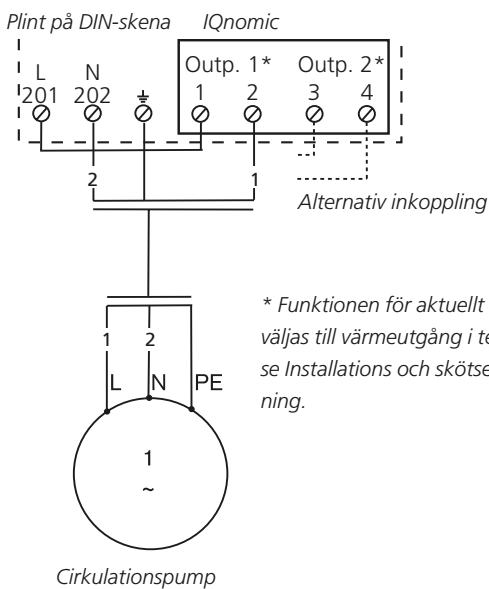 Plint på DIN-skena IQnomic
L N Outp. 1* Outp. 2*
201 202 1 2 3 4
2 1
Alternativ inkoppling
* Funktionen för aktuellt
väljas till värmeutgång i
se Installations och
ning.
1 2
L N PE
1
~
Cirkulationspump